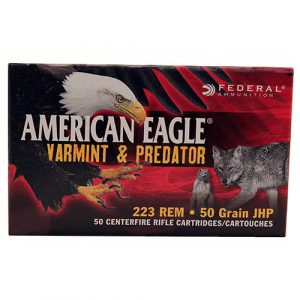 FEDERAL®
AMMUNITION
AMERICAN EAGLE®
VARMINT & PREDATOR
223 REM • 50 Grain JHP
50 CENTERFIRE RIFLE CARTRIDGES/CARTOUCHES